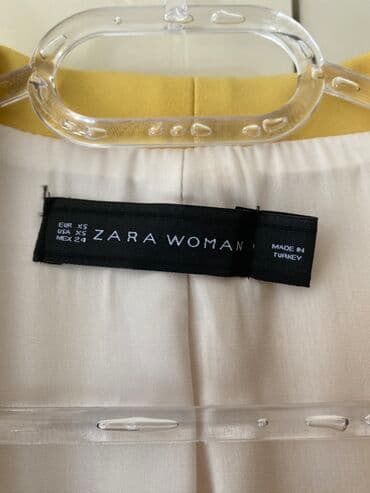 EUR XS
USA XS
MEX 24
ZARA WOMAN
MADE IN
TURKEY